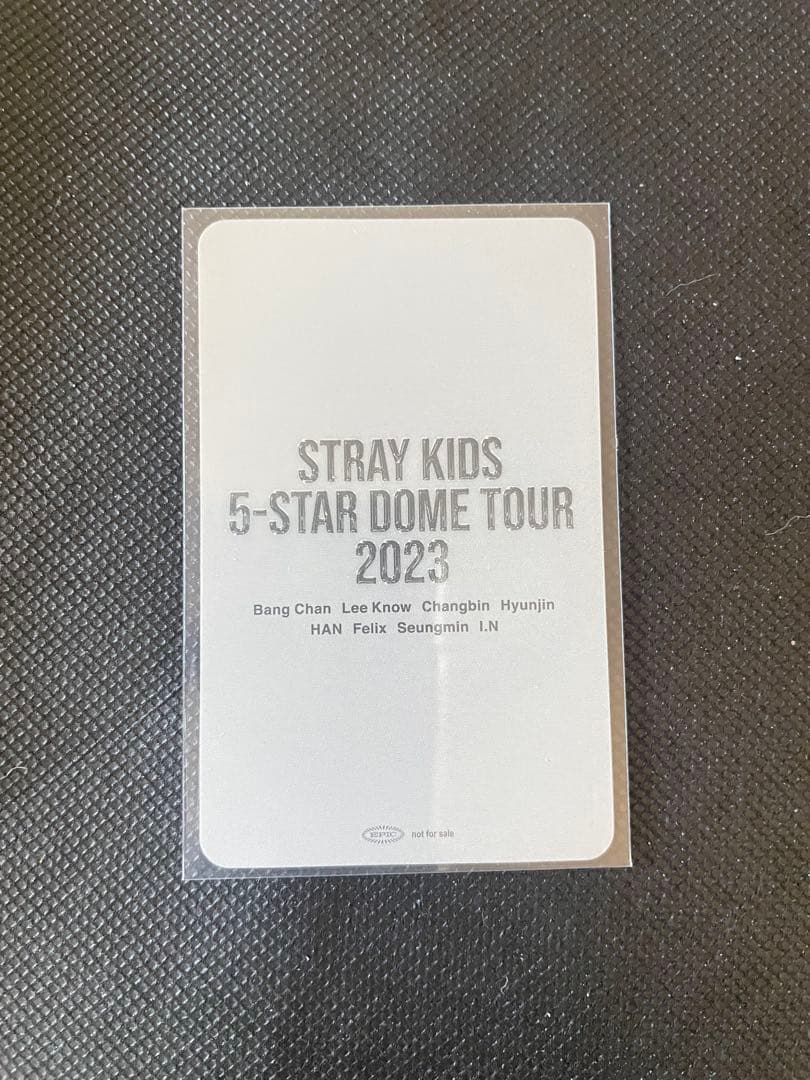 STRAY KIDS
5-STAR DOME TOUR
2023
Bang Chan Lee Know Changbin Hyunjin
HAN Felix Seungmin I.N
EPIC not for sale